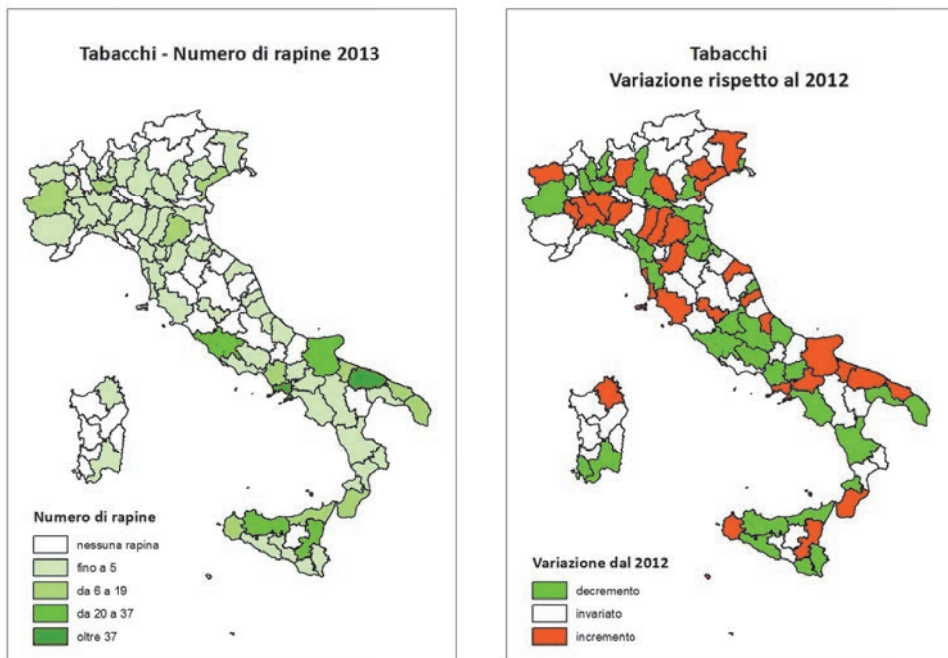 Tabacchi - Numero di rapine 2013
Numero di rapine
nessuna rapina
fino a 5
da 6 a 19
da 20 a 37
oltre 37
Tabacchi
Variazione rispetto al 2012
Variazione dal 2012
decremento
invariato
incremento